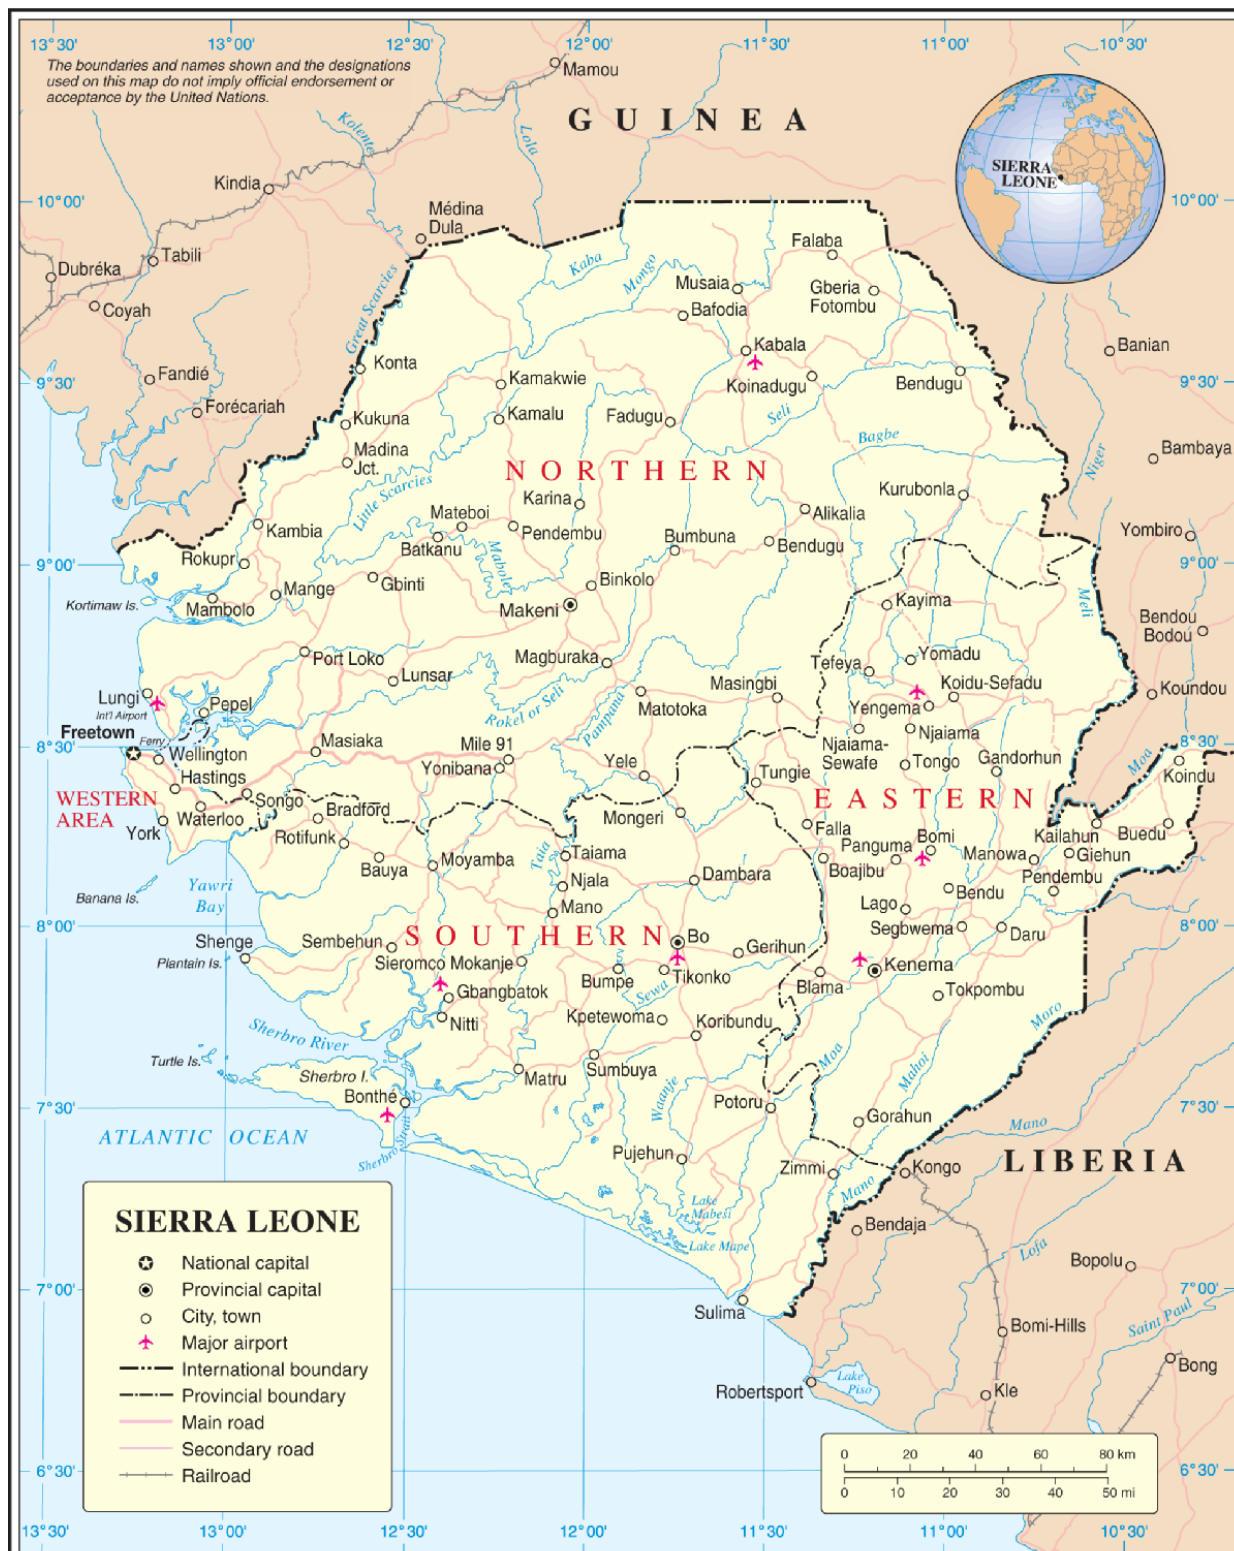 13°30'
13°00'
12°30'
12°00'
11°30'
11°00'
10°30'
The boundaries and names shown and the designations
used on this map do not imply official endorsement or
acceptance by the United Nations.
Mamou
Kolente
Lola
GUINEA
SIERRA
LEONE
Kindia
10°00'
10°00'
Médina
Dula
Falaba
Tabili
Dubréka
Kaba
Mongo
Musaia
Gberia
Fotombu
Coyah
Bafodia
Great Scarcies
Kabala
Banian
Konta
Fandié
9°30'
9°30'
Kamakwie
Koinadugu
Bendugu
Forécariah
Kukuna
Kamalu
Fadugu
Seli
Bagbe
Niger
Madina
Jct.
Bambaya
NORTHERN
Little Scarcies
Karina
Kurubonla
Kambia
Mateboi
Pendembu
Alikalia
Yombiro
Batkanu
Bumbuna
Bendugu
Rokupr
Mabole
9°00'
9°00'
Mange
Gbinti
Binkolo
Kortimaw Is.
Mambolo
Makeni
Kayima
Meli
Bendou
Bodou
Port Loko
Magburaka
Tefeya
Yomadu
Lunsar
Masingbi
Koidu-Sefadu
Koundou
Lungi
Int'l Airport
Pepel
Rokel or Seli
Pampana
Matotoka
Yengema
Freetown
Ferry
Masiaka
Mile 91
Njaima-
Sewafe
Njaiama
8°30'
8°30'
Wellington
Yonibana
Yele
Tungie
Tongo
Gandorhun
Moa
Koindu
Hastings
WESTERN
AREA
Songo
Bradford
EASTERN
Waterloo
Mongeri
York
Rotifunk
Falla
Bomi
Kailahun
Buedu
Panguma
Manowa
Giehun
Bauya
Moyamba
Taia
Taiama
Boajibu
Pendembu
Yawri
Bay
Banana Is.
Njala
Dambara
Bendu
Mano
Lago
8°00'
8°00'
Shenge
Sembehun
SOUTHERN
Bo
Gerihun
Segbwema
Daru
Plantain Is.
Sieromco Mokanje
Kenema
Bumpe
Tikonko
Blama
Gbangbatok
Sewa
Tokpombu
Nitti
Kpetewoma
Koribundu
Moro
Sherbro River
Moa
Mahoi
Turtle Is.
Sherbro I.
Matru
Sumbuya
Waanje
Bonthe
Potoru
7°30'
7°30'
Gorahun
ATLANTIC OCEAN
Sherbro Strait
Mano
Pujehun
Zimmi
Kongo
LIBERIA
Mano
Lake
Mabesi
Bendaja
Lake Mape
Lofa
Bopolu
7°00'
7°00'
Sulima
Saint Paul
Bomi-Hills
Bong
Lake
Piso
Robertsport
Kle
6°30'
6°30'
SIERRA LEONE
National capital
Provincial capital
City, town
Major airport
International boundary
Provincial boundary
Main road
Secondary road
Railroad
0 20 40 60 80 km
0 10 20 30 40 50 mi
13°30'
13°00'
12°30'
12°00'
11°30'
11°00'
10°30'